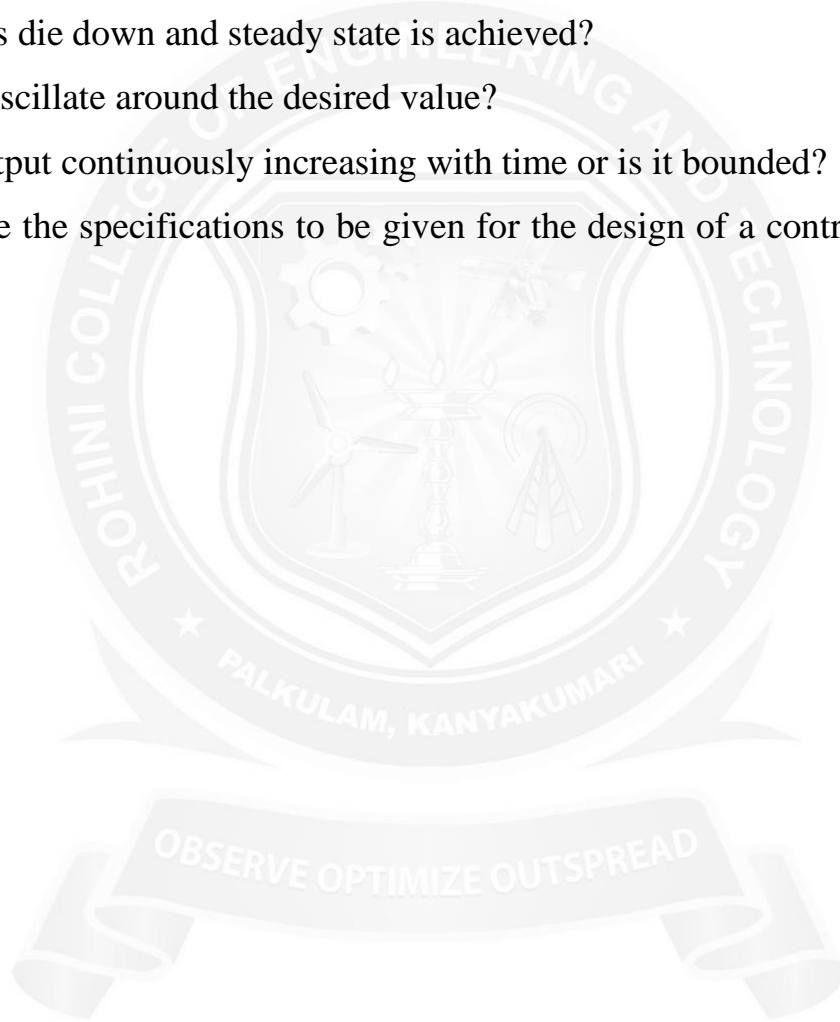 s die down and steady state is achieved?
scillate around the desired value?
tput continuously increasing with time or is it bounded?
e the specifications to be given for the design of a contr
ROHINI COLLEGE OF ENGINEERING AND TECHNOLOGY
PALKULAM, KANYAKUMARI
OBSERVE OPTIMIZE OUTSPREAD